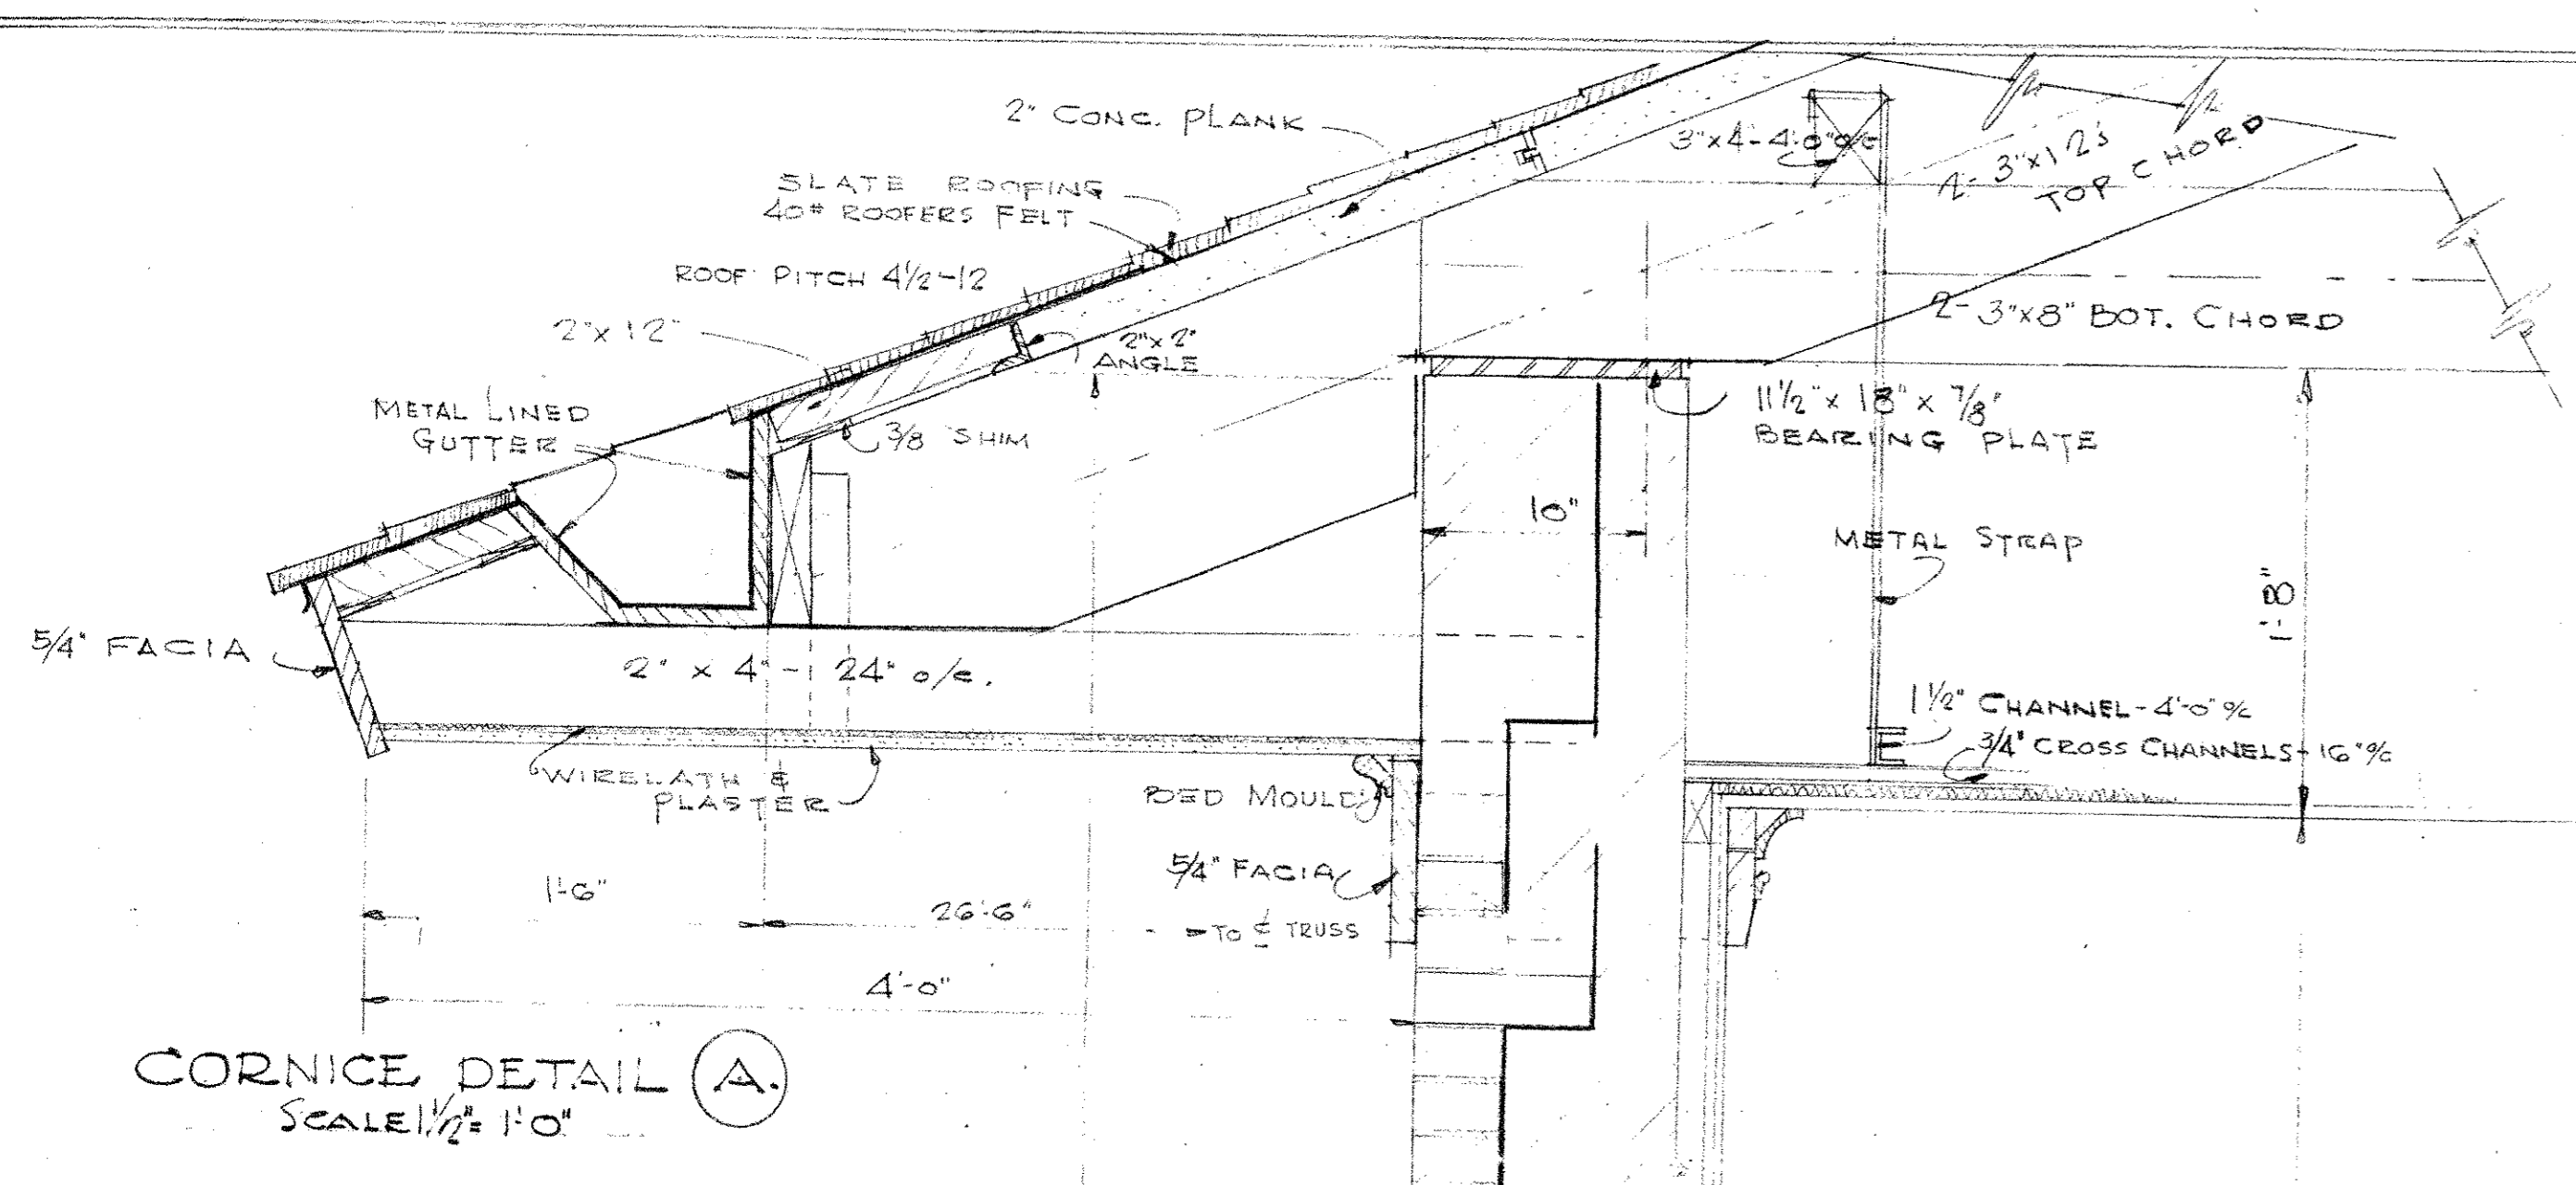 2" CONC. PLANK
3"x4"-4'-0" o/c
2-3"x12's
TOP CHORD
SLATE ROOFING
40# ROOFERS FELT
ROOF PITCH 4½-12
2"x12"
2"x2"
ANGLE
2-3"x8" BOT. CHORD
METAL LINED
GUTTER
3/8 SHIM
11½" x 18" x 7/8"
BEARING PLATE
10"
METAL STRAP
1'-8"
5/4" FACIA
2" x 4" - 24" o/c.
1½" CHANNEL-4'-0" o/c
3/4" CROSS CHANNELS-16" o/c
WIRELATH &
PLASTER
BED MOULD'G
5/4" FACIA
1'-6"
26'-6"
TO ℄ TRUSS
4'-0"
CORNICE DETAIL A.
SCALE 1½" = 1'-0"